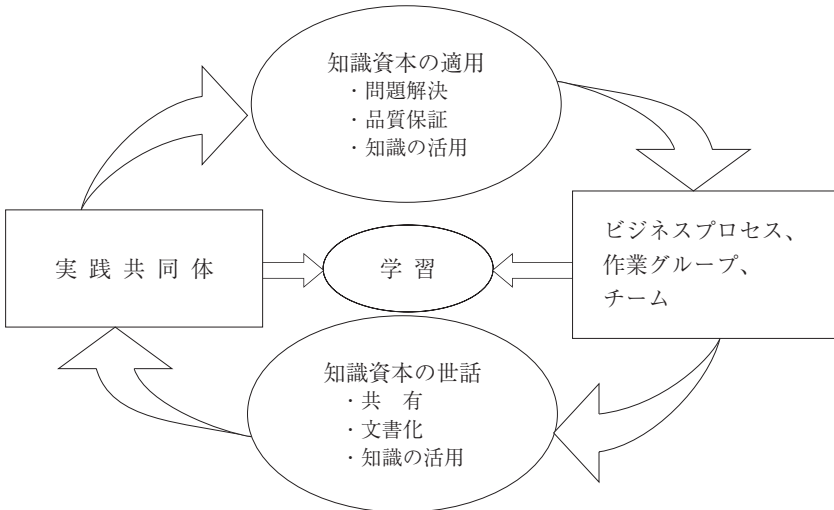 知識資本の適用
・問題解決
・品質保証
・知識の活用
実践共同体
学習
ビジネスプロセス、
作業グループ、
チーム
知識資本の世話
・共　有
・文書化
・知識の活用